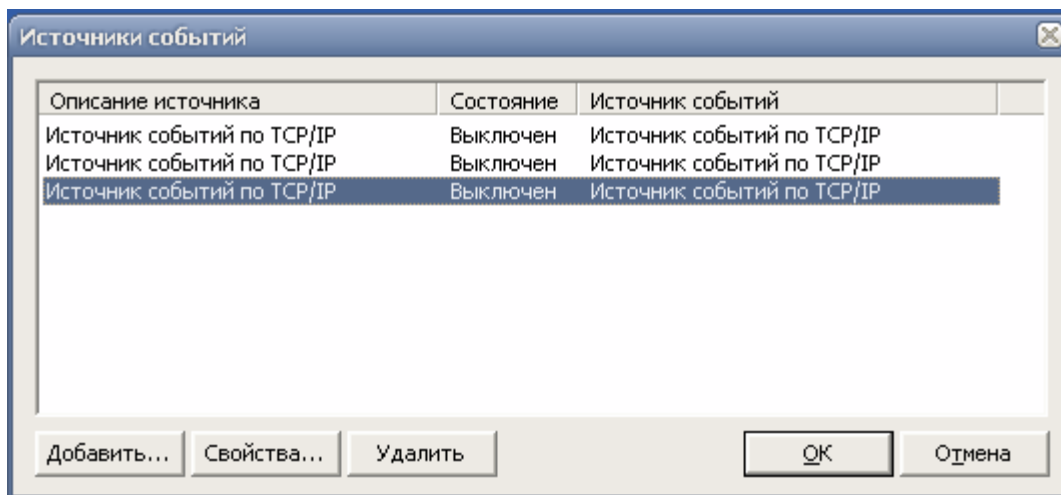 Источники событий
Описание источника Состояние Источник событий
Источник событий по TCP/IP Выключен Источник событий по TCP/IP
Источник событий по TCP/IP Выключен Источник событий по TCP/IP
Источник событий по TCP/IP Выключен Источник событий по TCP/IP
Добавить... Свойства... Удалить OK Отмена